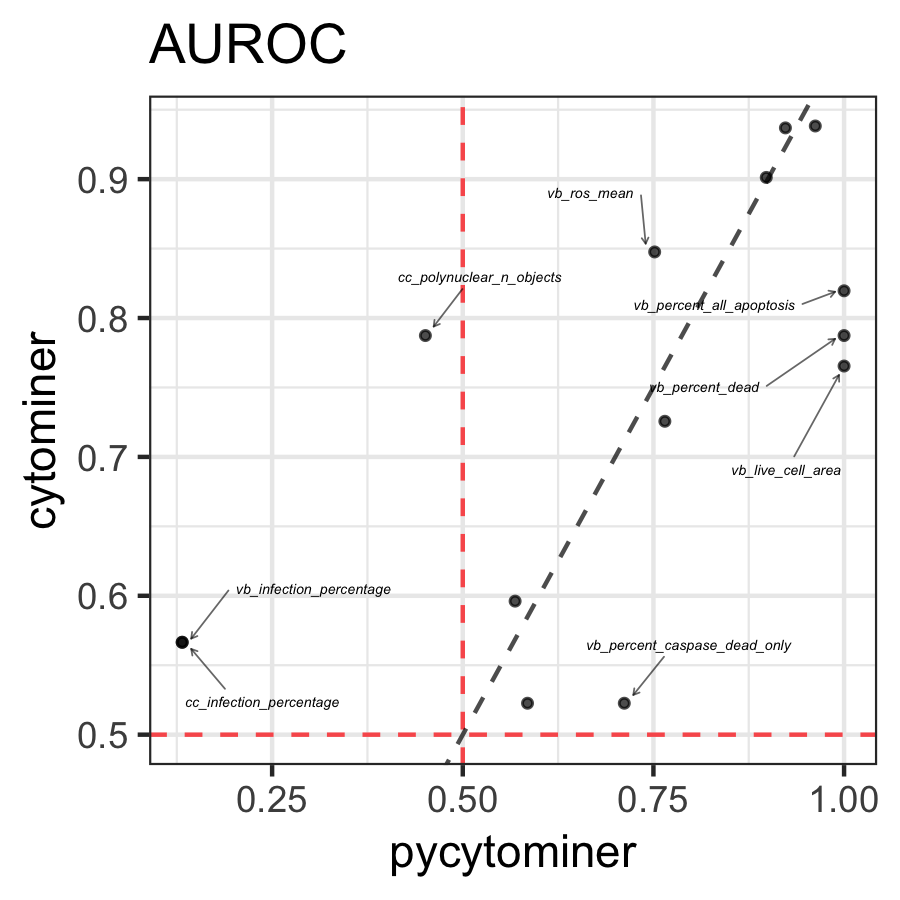 AUROC
cytominer
0.9
0.8
0.7
0.6
0.5
vb_ros_mean
cc_polynuclear_n_objects
vb_percent_all_apoptosis
vb_percent_dead
vb_live_cell_area
vb_infection_percentage
vb_percent_caspase_dead_only
cc_infection_percentage
0.25 0.50 0.75 1.00
pycytominer